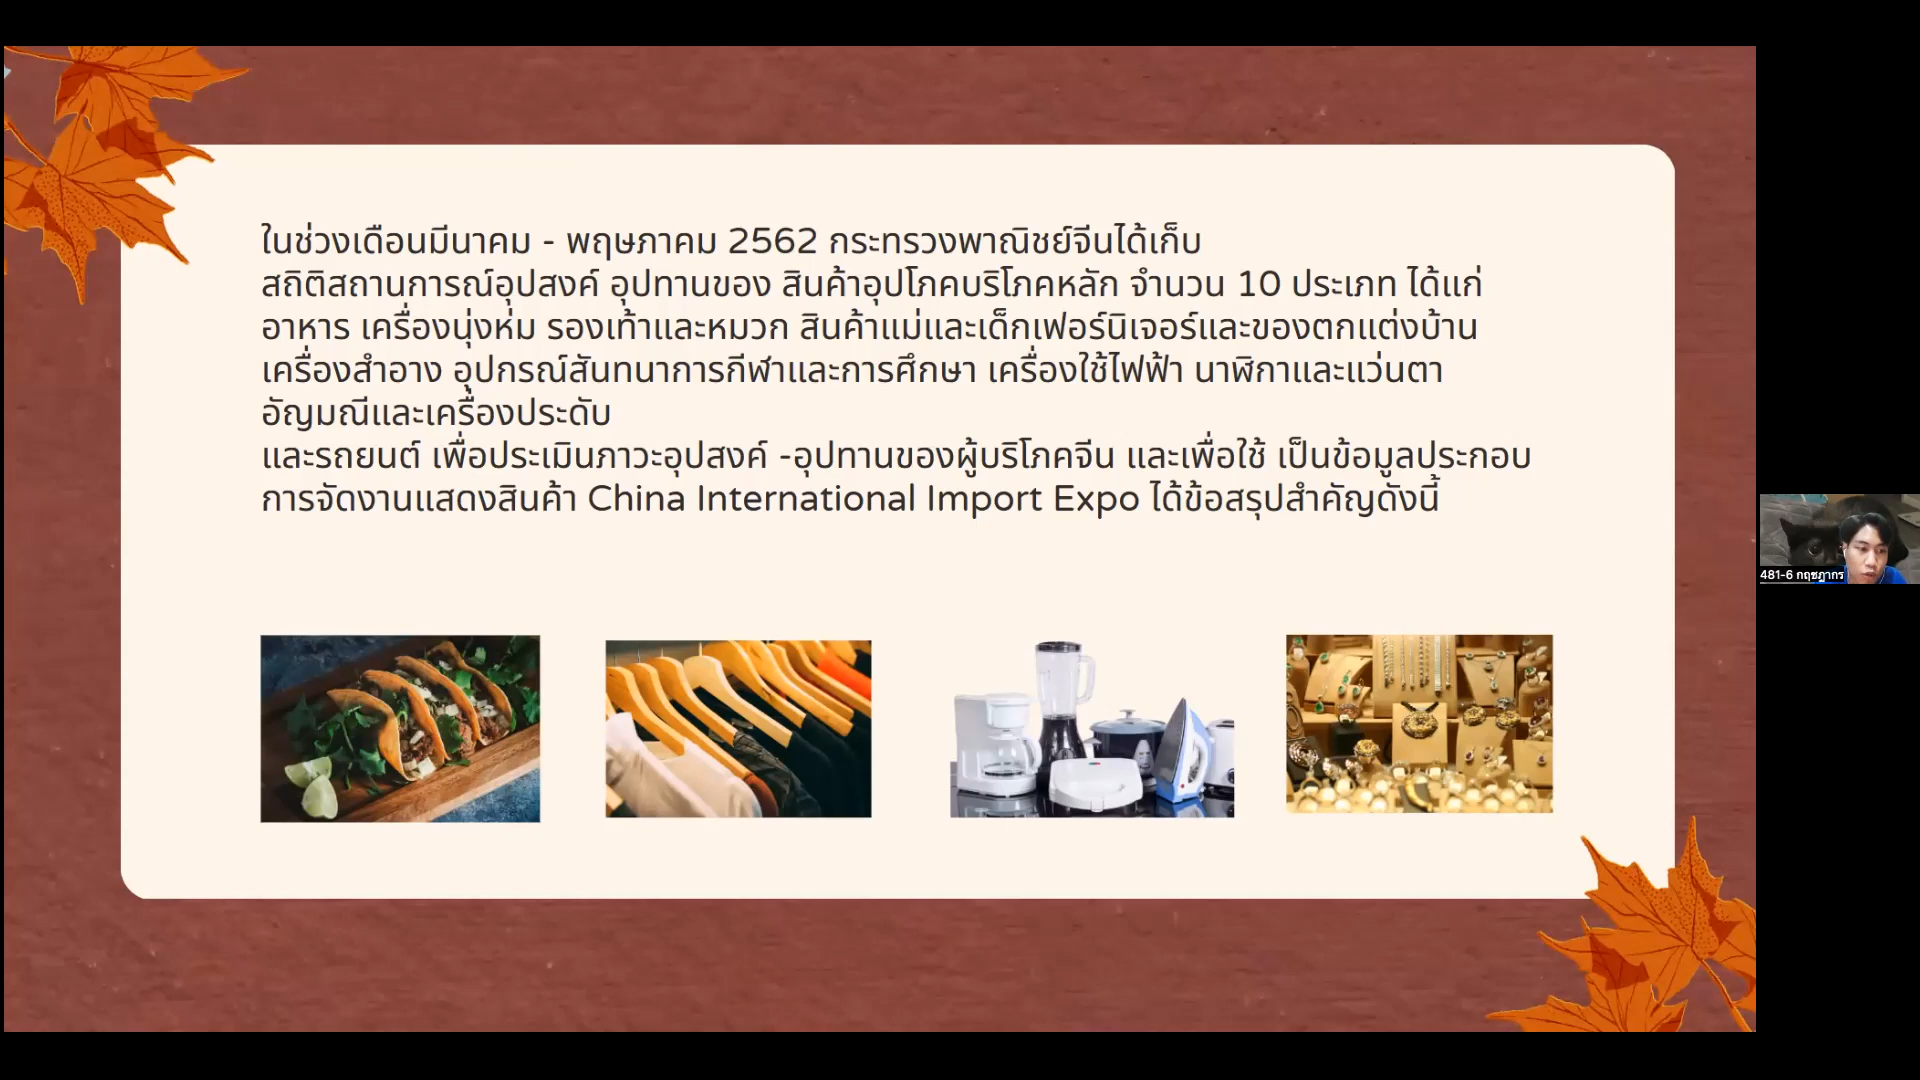 ในช่วงเดือนมีนาคม - พฤษภาคม 2562 กระทรวงพาณิชย์จีนได้เก็บ
สถิติสถานการณ์อุปสงค์ อุปทานของ สินค้าอุปโภคบริโภคหลัก จำนวน 10 ประเภท ได้แก่
อาหาร เครื่องนุ่งห่ม รองเท้าและหมวก สินค้าแม่และเด็กเฟอร์นิเจอร์และของตกแต่งบ้าน
เครื่องสำอาง อุปกรณ์สันทนาการกีฬาและการศึกษา เครื่องใช้ไฟฟ้า นาฬิกาและแว่นตา
อัญมณีและเครื่องประดับ
และรถยนต์ เพื่อประเมินภาวะอุปสงค์ -อุปทานของผู้บริโภคจีน และเพื่อใช้ เป็นข้อมูลประกอบ
การจัดงานแสดงสินค้า China International Import Expo ได้ข้อสรุปสำคัญดังนี้
481-6 กฤชฎากร